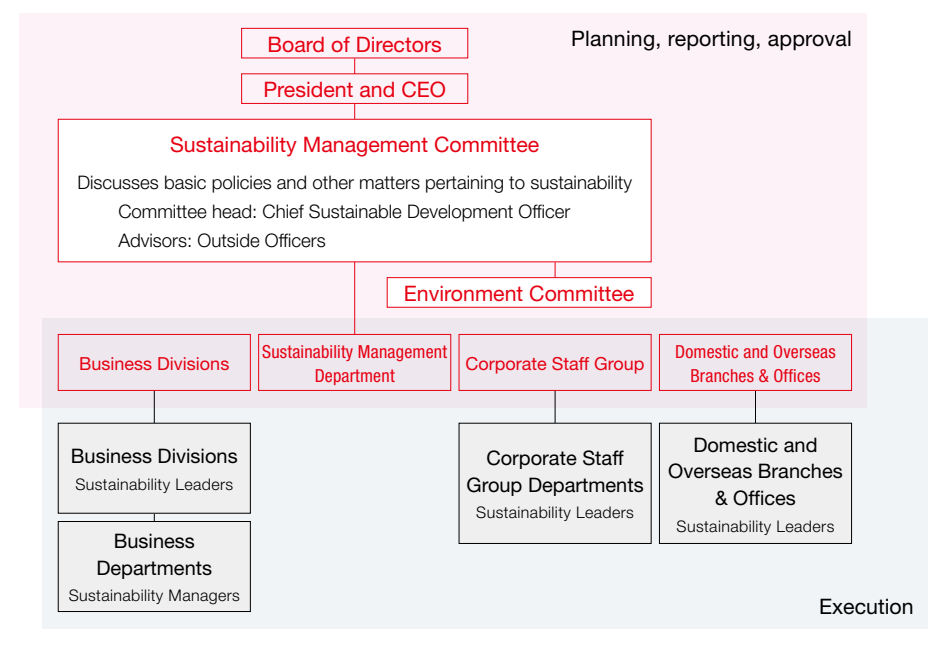 Planning, reporting, approval
Board of Directors
President and CEO
Sustainability Management Committee
Discusses basic policies and other matters pertaining to sustainability
Committee head: Chief Sustainable Development Officer
Advisors: Outside Officers
Environment Committee
Business Divisions
Sustainability Management
Department
Corporate Staff Group
Domestic and Overseas
Branches & Offices
Business Divisions
Sustainability Leaders
Business
Departments
Sustainability Managers
Corporate Staff
Group Departments
Sustainability Leaders
Domestic and
Overseas Branches
& Offices
Sustainability Leaders
Execution